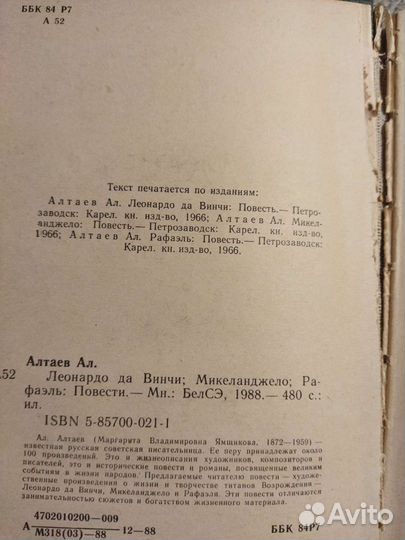 ББК 84 Р7
А 52
Текст печатается по изданиям:
Алтаев Ал. Леонардо да Винчи: Повесть.— Петро-
заводск: Карел. кн. изд-во, 1966; Алтаев Ал. Микел-
анджело: Повесть.— Петрозаводск: Карел. кн. изд-во,
1966; Алтаев Ал. Рафаэль: Повесть.— Петрозаводск:
Карел. кн. изд-во, 1966.
Алтаев Ал.
.52
Леонардо да Винчи; Микеланджело; Ра-
фаэль: Повести.— Мн.: БелСЭ, 1988.— 480 с.:
ил.
ISBN 5-85700-021-1
Ал. Алтаев (Маргарита Владимировна Ямщикова. 1872—1959) —
известная русская советская писательница. Ее перу принадлежат около
100 произведений. Это и жизнеописания художников, композиторов и
писателей, это и исторические повести и романы, посвященные великим
событиям в жизни народов. Предлагаемые читателю повести — худо-
жественные произведения о жизни и творчестве титанов Возрождения —
Леонардо да Винчи, Микеланджело и Рафаэля. Эти повести отличаются
занимательностью сюжетов и богатством жизненного материала.
4702010200—009
А ——— 12—88
М318(03)—88
ББК 84Р7
Avito